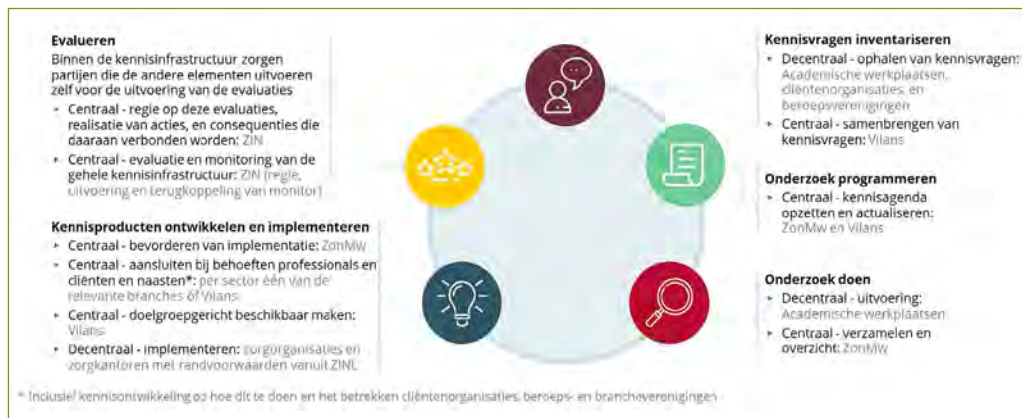 Evalueren
Binnen de kennisinfrastructuur zorgen
partijen die de andere elementen uitvoeren
zelf voor de uitvoering van de evaluaties
▸ Centraal - regie op deze evaluaties,
realisatie van acties, en consequenties die
daaraan verbonden worden: ZIN
▸ Centraal - evaluatie en monitoring van de
gehele kennisinfrastructuur: ZIN (regie,
uitvoering en terugkoppeling van monitor)
Kennisproducten ontwikkelen en implementeren
▸ Centraal - bevorderen van implementatie: ZonMw
▸ Centraal - aansluiten bij behoeften professionals en
cliënten en naasten*: per sector één van de
relevante branches óf Vilans
▸ Centraal - doelgroepgericht beschikbaar maken:
Vilans
▸ Decentraal - implementeren: zorgorganisaties en
zorgkantoren met randvoorwaarden vanuit ZINL
Kennisvragen inventariseren
▸ Decentraal - ophalen van kennisvragen:
Academische werkplaatsen,
cliëntenorganisaties, en
beroepsverenigingen
▸ Centraal - samenbrengen van
kennisvragen: Vilans
Onderzoek programmeren
▸ Centraal - kennisagenda
opzetten en actualiseren:
ZonMw en Vilans
Onderzoek doen
▸ Decentraal - uitvoering:
Academische werkplaatsen
▸ Centraal - verzamelen en
overzicht: ZonMw
* Inclusief kennisontwikkeling op hoe dit te doen en het betrekken cliëntenorganisaties, beroeps- en brancheverenigingen